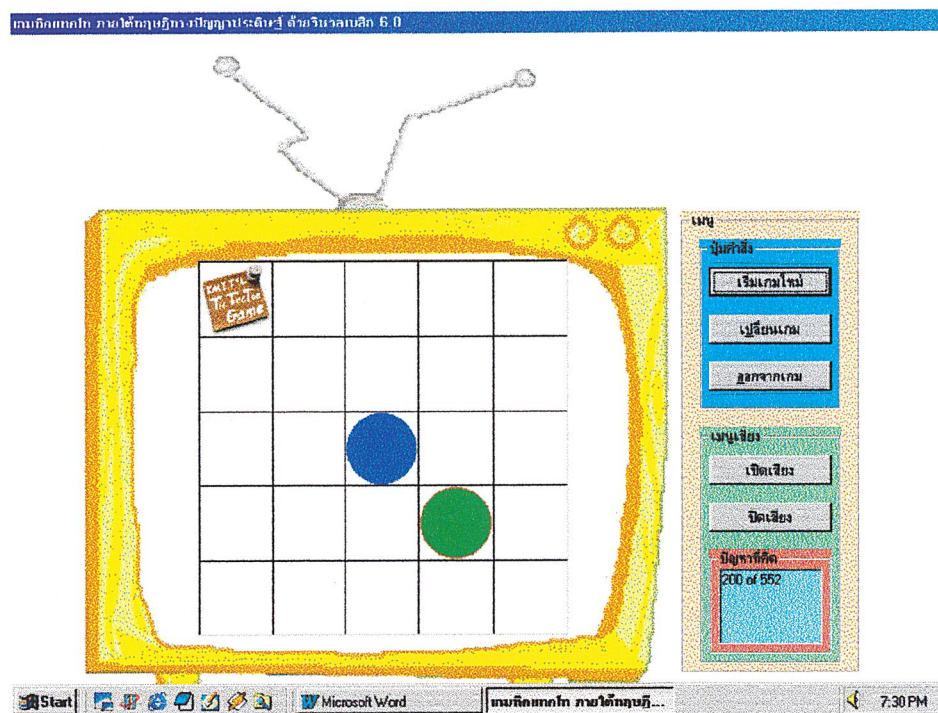 เกมทิคแทคโท ภายใต้ทฤษฎีทางปัญญาประดิษฐ์ ด้วยวิชวลเบสิก 6.0
TicTacToe
Game
เมนู
ปุ่มคำสั่ง
เริ่มเกมใหม่
เปลี่ยนเกม
ออกจากเกม
เมนูเสียง
เปิดเสียง
ปิดเสียง
ปัญหาที่คิด
200 of 552
Start
Microsoft Word
เกมทิคแทคโท ภายใต้ทฤษฎี...
7:30 PM